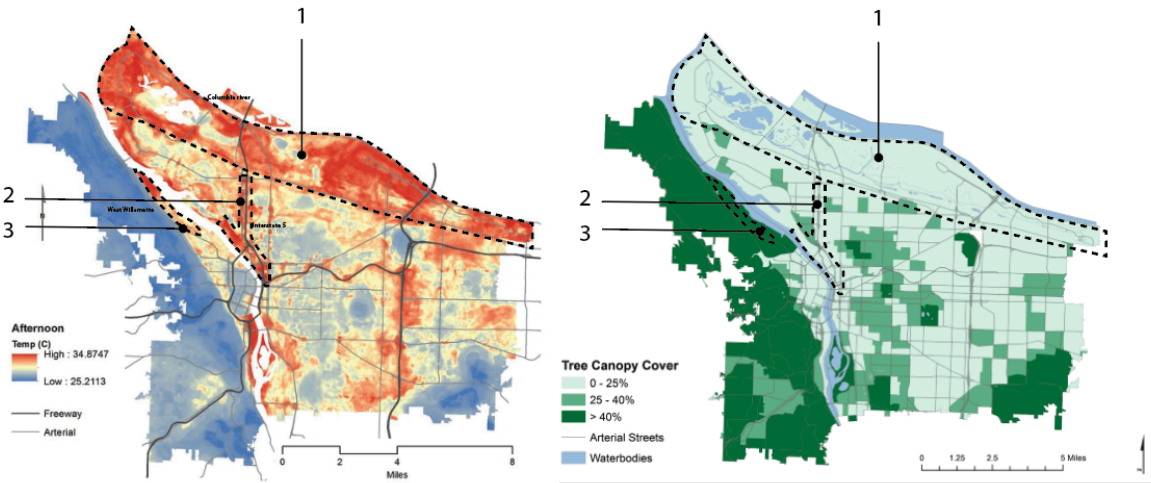 1
1
2
3
2
3
Columbia river
West Willamette
Interstate 5
Afternoon
Temp (C)
High : 34.8747
Low : 25.2113
Freeway
Arterial
0 2 4 8
Miles
Tree Canopy Cover
0 - 25%
25 - 40%
> 40%
Arterial Streets
Waterbodies
0 1.25 2.5 5 Miles